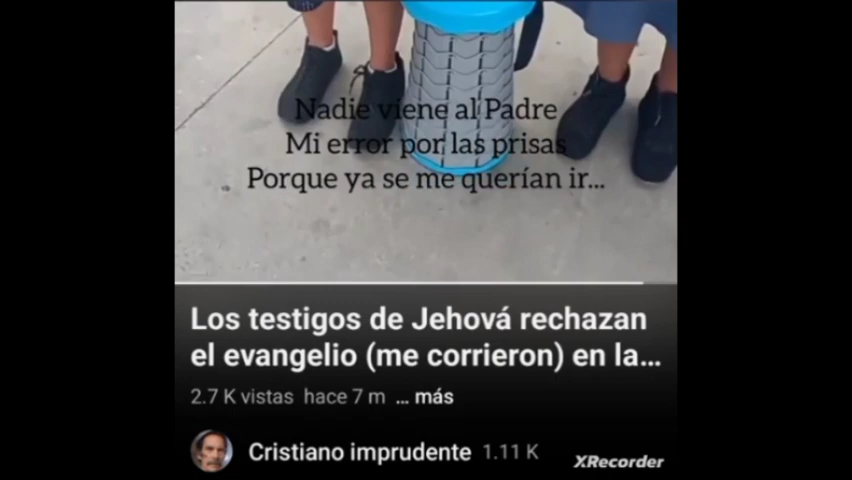 Nadie viene al Padre
Mi error por las prisas
Porque ya se me querían ir...
Los testigos de Jehová rechazan
el evangelio (me corrieron) en la...
2.7 K vistas hace 7 m ... más
Cristiano imprudente 1.11 K
XRecorder